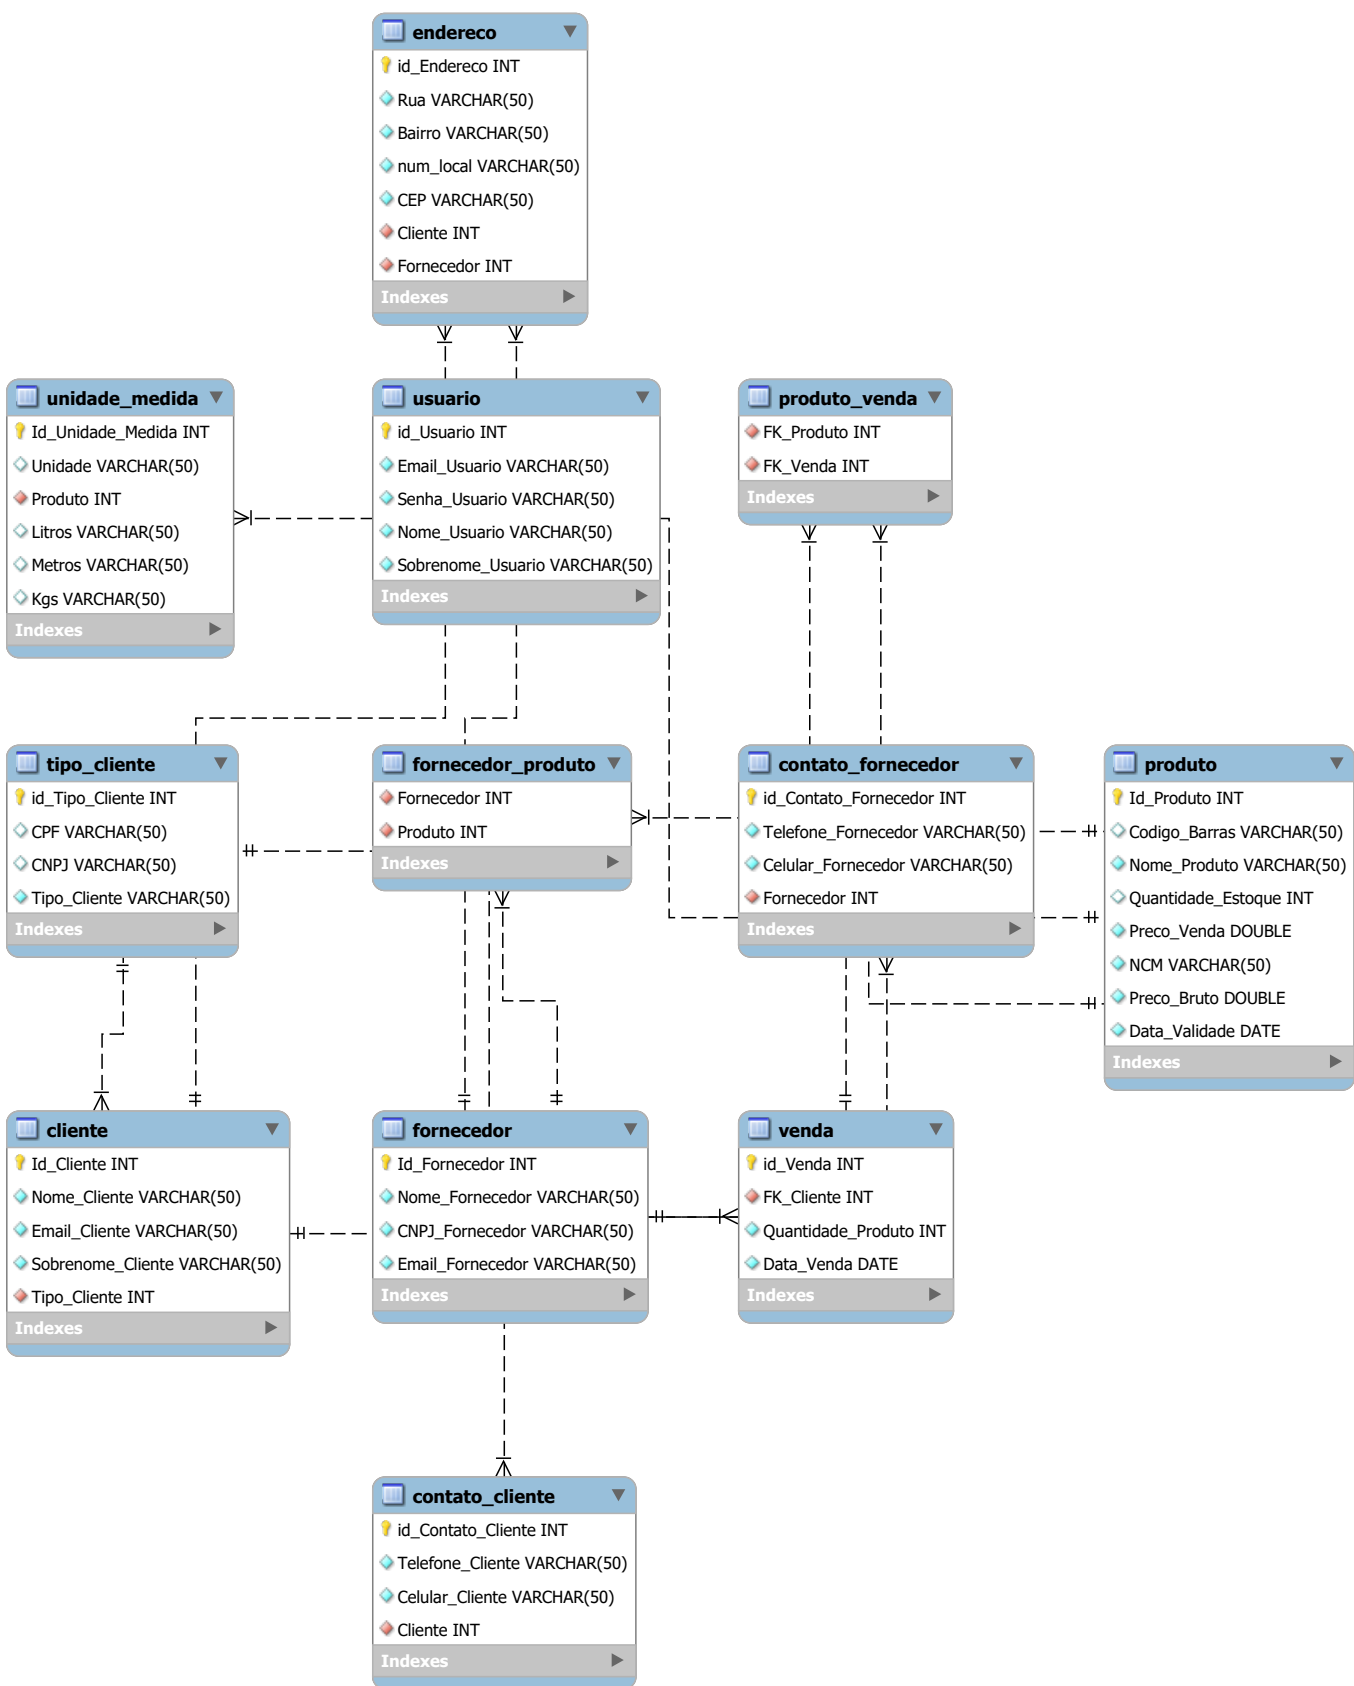 endereco
id_Endereco INT
Rua VARCHAR(50)
Bairro VARCHAR(50)
num_local VARCHAR(50)
CEP VARCHAR(50)
Cliente INT
Fornecedor INT
Indexes
unidade_medida
Id_Unidade_Medida INT
Unidade VARCHAR(50)
Produto INT
Litros VARCHAR(50)
Metros VARCHAR(50)
Kgs VARCHAR(50)
Indexes
usuario
id_Usuario INT
Email_Usuario VARCHAR(50)
Senha_Usuario VARCHAR(50)
Nome_Usuario VARCHAR(50)
Sobrenome_Usuario VARCHAR(50)
Indexes
produto_venda
FK_Produto INT
FK_Venda INT
Indexes
tipo_cliente
id_Tipo_Cliente INT
CPF VARCHAR(50)
CNPJ VARCHAR(50)
Tipo_Cliente VARCHAR(50)
Indexes
fornecedor_produto
Fornecedor INT
Produto INT
Indexes
contato_fornecedor
id_Contato_Fornecedor INT
Telefone_Fornecedor VARCHAR(50)
Celular_Fornecedor VARCHAR(50)
Fornecedor INT
Indexes
produto
Id_Produto INT
Codigo_Barras VARCHAR(50)
Nome_Produto VARCHAR(50)
Quantidade_Estoque INT
Preco_Venda DOUBLE
NCM VARCHAR(50)
Preco_Bruto DOUBLE
Data_Validade DATE
Indexes
cliente
Id_Cliente INT
Nome_Cliente VARCHAR(50)
Email_Cliente VARCHAR(50)
Sobrenome_Cliente VARCHAR(50)
Tipo_Cliente INT
Indexes
fornecedor
Id_Fornecedor INT
Nome_Fornecedor VARCHAR(50)
CNPJ_Fornecedor VARCHAR(50)
Email_Fornecedor VARCHAR(50)
Indexes
venda
id_Venda INT
FK_Cliente INT
Quantidade_Produto INT
Data_Venda DATE
Indexes
contato_cliente
id_Contato_Cliente INT
Telefone_Cliente VARCHAR(50)
Celular_Cliente VARCHAR(50)
Cliente INT
Indexes